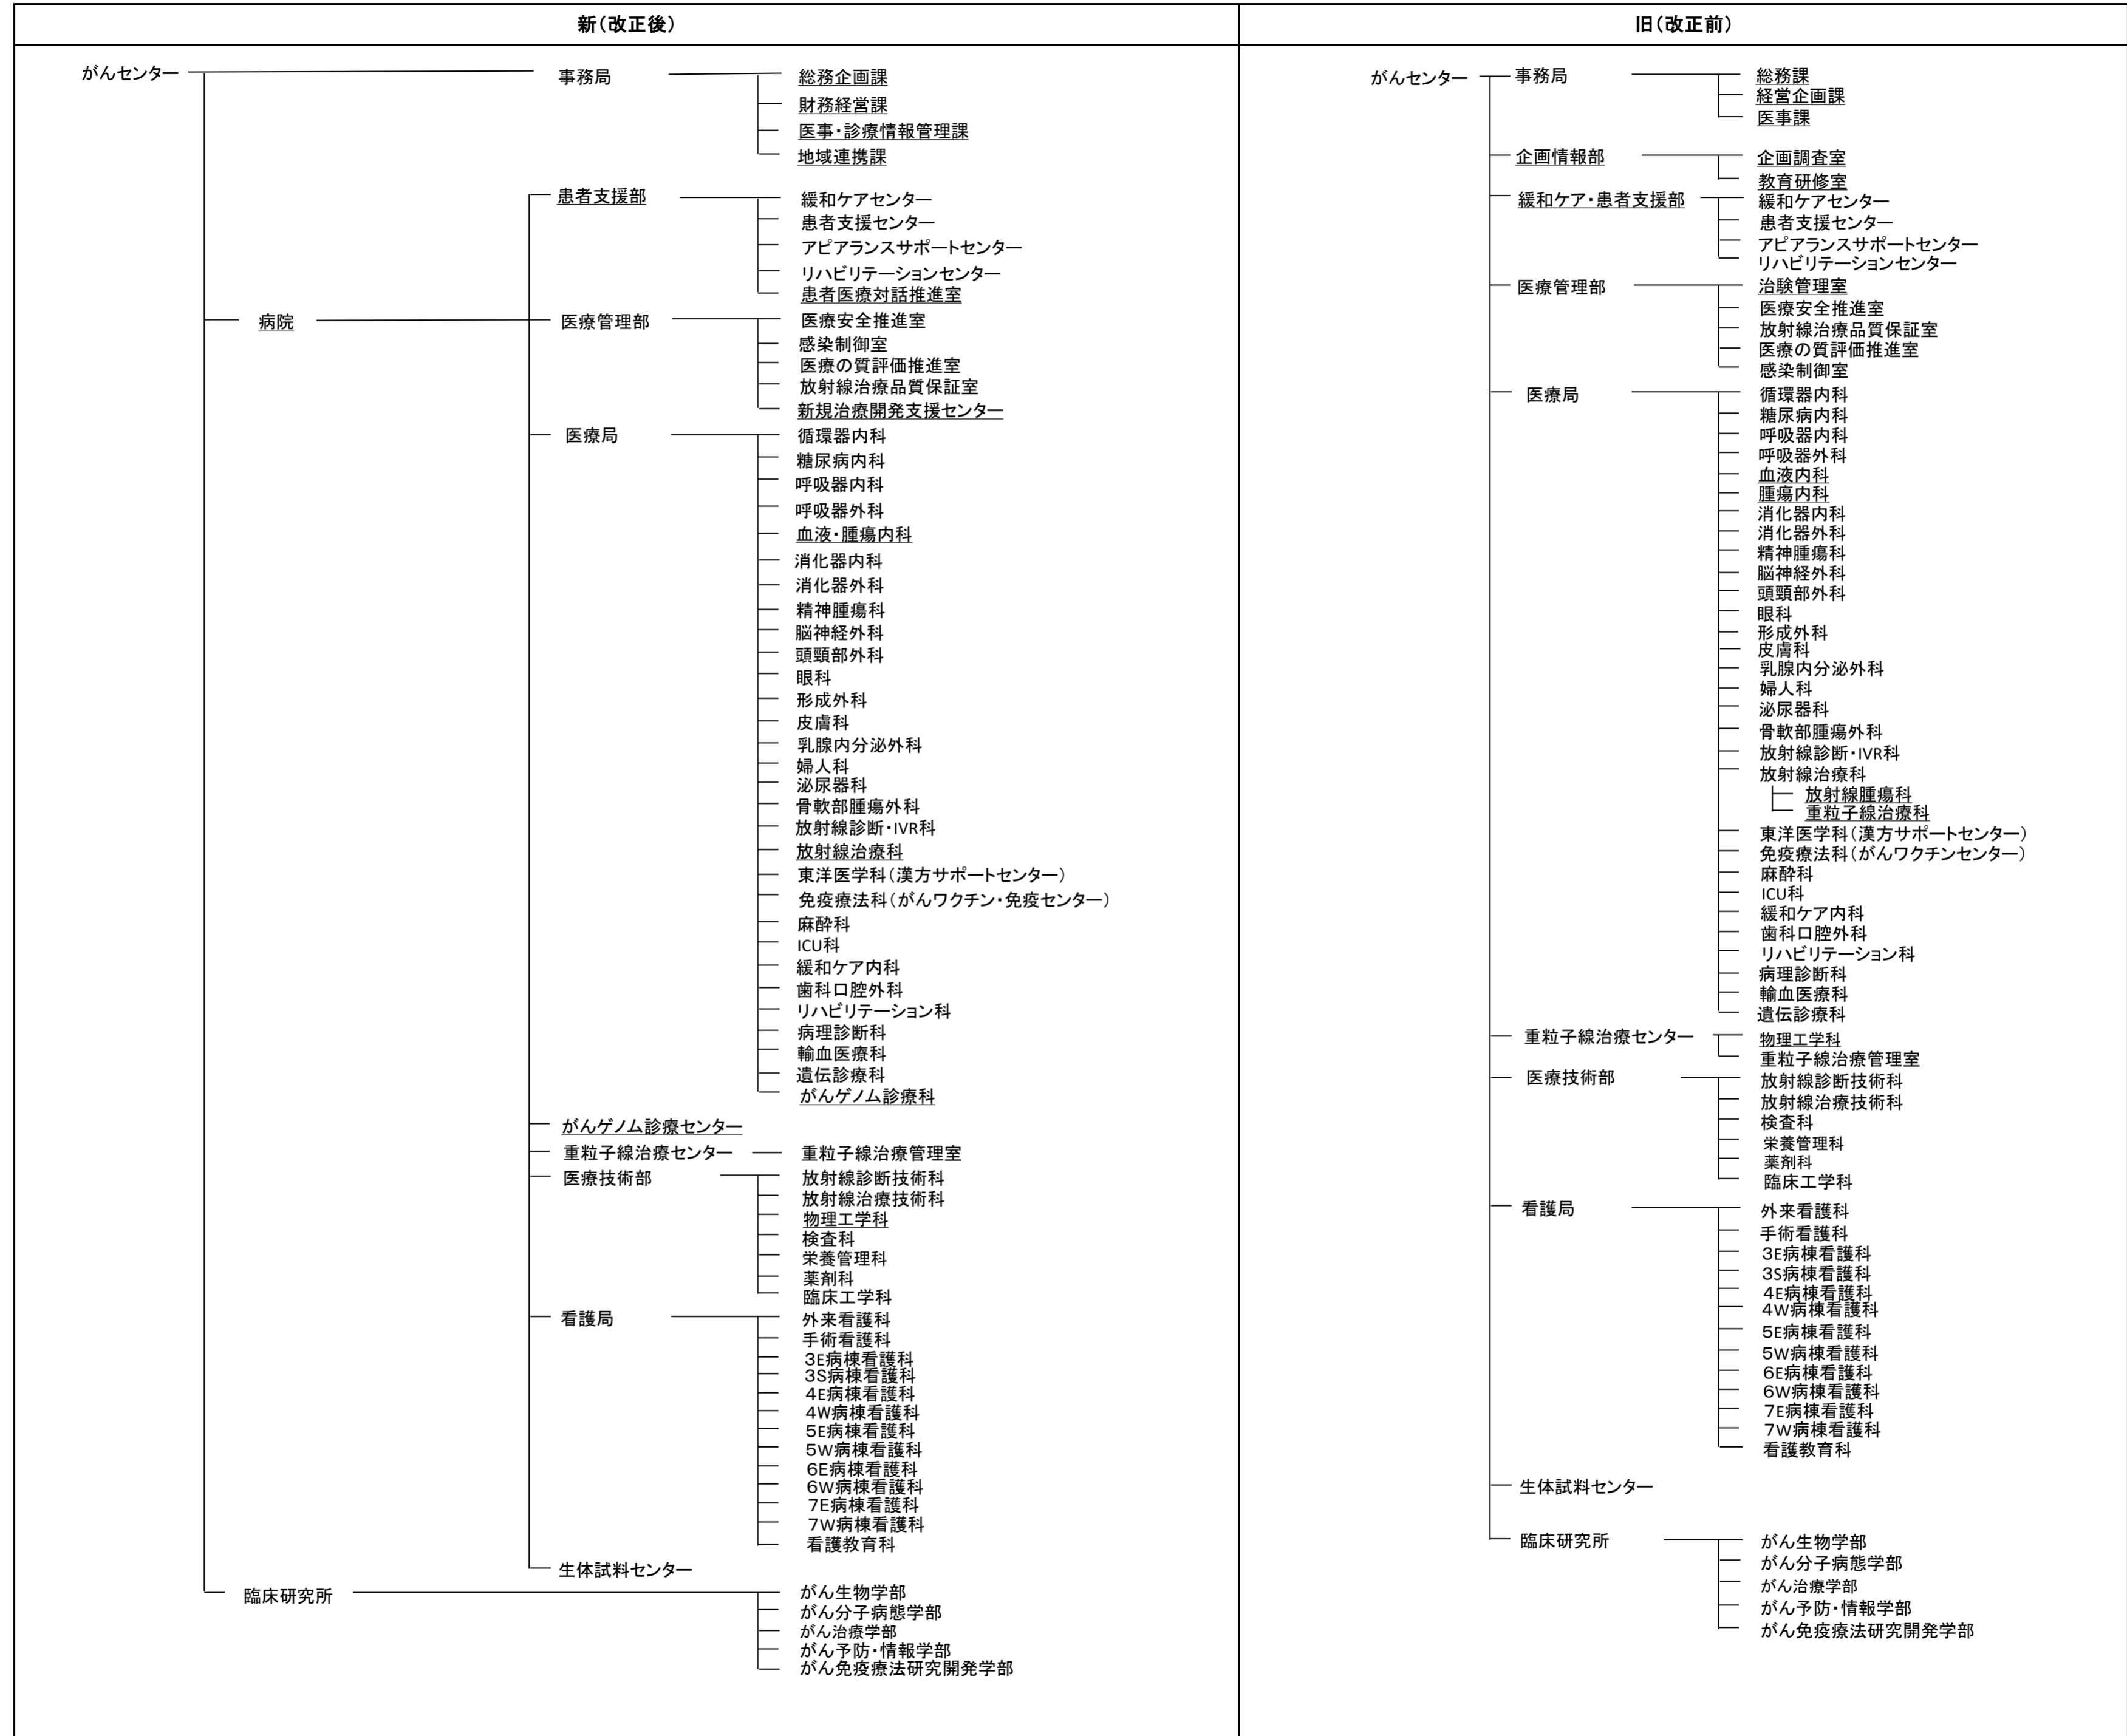 新(改正後)
がんセンター
事務局
総務企画課
財務経営課
医事・診療情報管理課
地域連携課
患者支援部
緩和ケアセンター
患者支援センター
アピアランスサポートセンター
リハビリテーションセンター
患者医療対話推進室
病院
医療管理部
医療安全推進室
感染制御室
医療の質評価推進室
放射線治療品質保証室
新規治療開発支援センター
医療局
循環器内科
糖尿病内科
呼吸器内科
呼吸器外科
血液・腫瘍内科
消化器内科
消化器外科
精神腫瘍科
脳神経外科
頭頸部外科
眼科
形成外科
皮膚科
乳腺内分泌外科
婦人科
泌尿器科
骨軟部腫瘍外科
放射線診断・IVR科
放射線治療科
東洋医学科(漢方サポートセンター)
免疫療法科(がんワクチン・免疫センター)
麻酔科
ICU科
緩和ケア内科
歯科口腔外科
リハビリテーション科
病理診断科
輸血医療科
遺伝診療科
がんゲノム診療科
がんゲノム診療センター
重粒子線治療センター
重粒子線治療管理室
医療技術部
放射線診断技術科
放射線治療技術科
物理工学科
検査科
栄養管理科
薬剤科
臨床工学科
看護局
外来看護科
手術看護科
3E病棟看護科
3S病棟看護科
4E病棟看護科
4W病棟看護科
5E病棟看護科
5W病棟看護科
6E病棟看護科
6W病棟看護科
7E病棟看護科
7W病棟看護科
看護教育科
生体試料センター
臨床研究所
がん生物学部
がん分子病態学部
がん治療学部
がん予防・情報学部
がん免疫療法研究開発学部
旧(改正前)
がんセンター
事務局
総務課
経営企画課
医事課
企画情報部
企画調査室
教育研修室
緩和ケア・患者支援部
緩和ケアセンター
患者支援センター
アピアランスサポートセンター
リハビリテーションセンター
医療管理部
治験管理室
医療安全推進室
放射線治療品質保証室
医療の質評価推進室
感染制御室
医療局
循環器内科
糖尿病内科
呼吸器内科
呼吸器外科
血液内科
腫瘍内科
消化器内科
消化器外科
精神腫瘍科
脳神経外科
頭頸部外科
眼科
形成外科
皮膚科
乳腺内分泌外科
婦人科
泌尿器科
骨軟部腫瘍外科
放射線診断・IVR科
放射線治療科
放射線腫瘍科
重粒子線治療科
東洋医学科(漢方サポートセンター)
免疫療法科(がんワクチンセンター)
麻酔科
ICU科
緩和ケア内科
歯科口腔外科
リハビリテーション科
病理診断科
輸血医療科
遺伝診療科
重粒子線治療センター
物理工学科
重粒子線治療管理室
医療技術部
放射線診断技術科
放射線治療技術科
検査科
栄養管理科
薬剤科
臨床工学科
看護局
外来看護科
手術看護科
3E病棟看護科
3S病棟看護科
4E病棟看護科
4W病棟看護科
5E病棟看護科
5W病棟看護科
6E病棟看護科
6W病棟看護科
7E病棟看護科
7W病棟看護科
看護教育科
生体試料センター
臨床研究所
がん生物学部
がん分子病態学部
がん治療学部
がん予防・情報学部
がん免疫療法研究開発学部